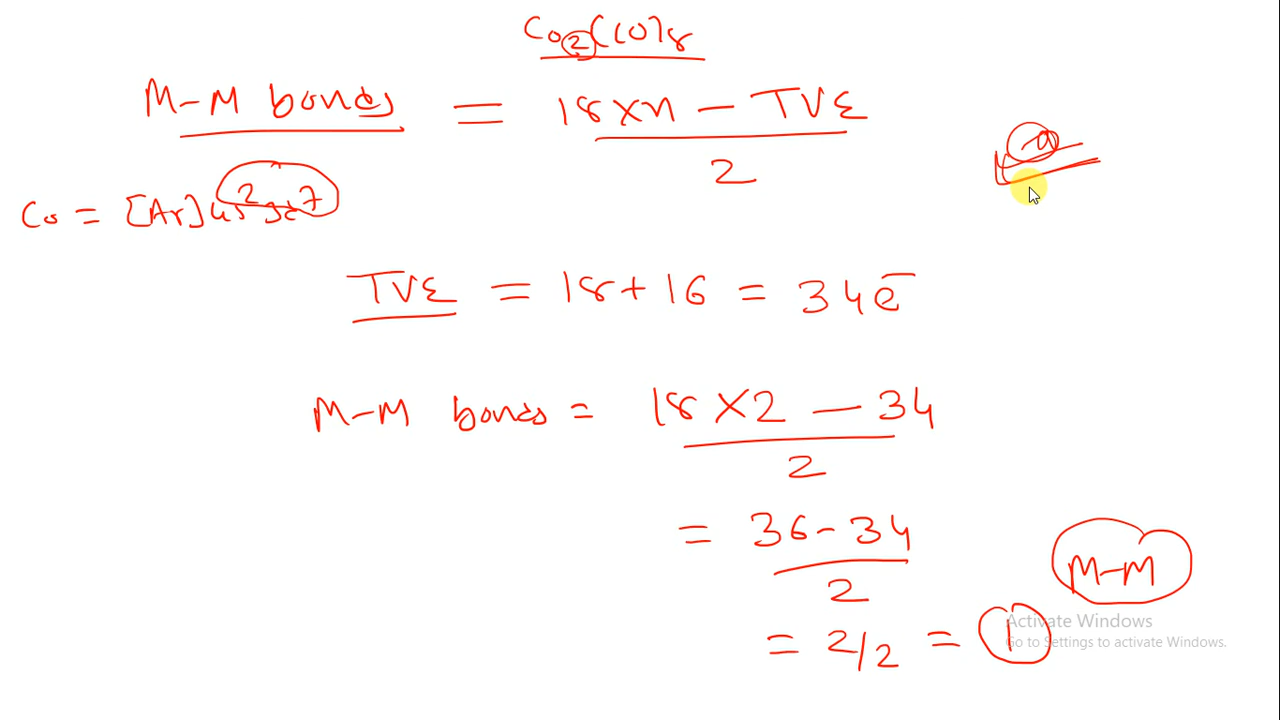 Co2(CO)8
M-M bonds = 18×n - TVE
2
a
Co = [Ar]4s2 3d7
TVE = 18+16 = 34e-
M-M bonds = 18×2 - 34
2
= 36-34
2
M-M
= 2/2 = 1
Activate Windows
Go to Settings to activate Windows.